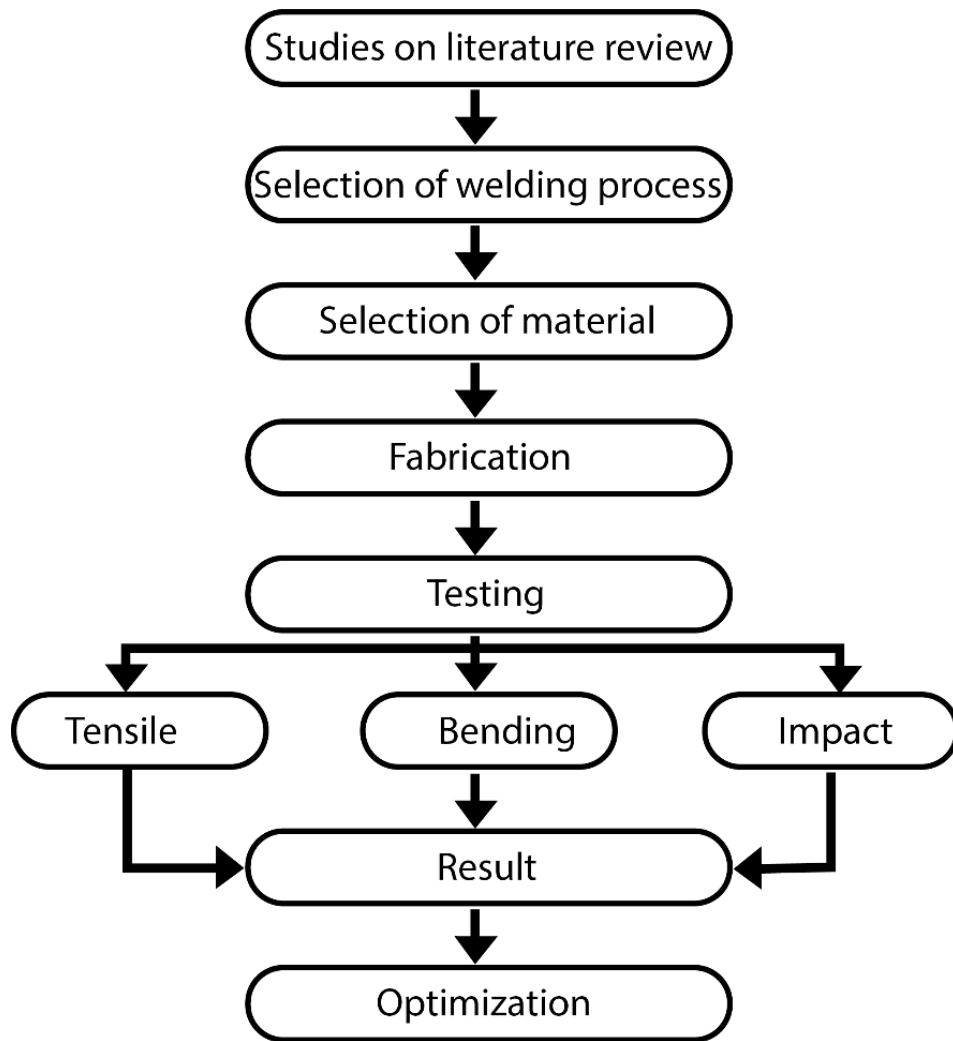 Studies on literature review
Selection of welding process
Selection of material
Fabrication
Testing
Tensile
Bending
Impact
Result
Optimization